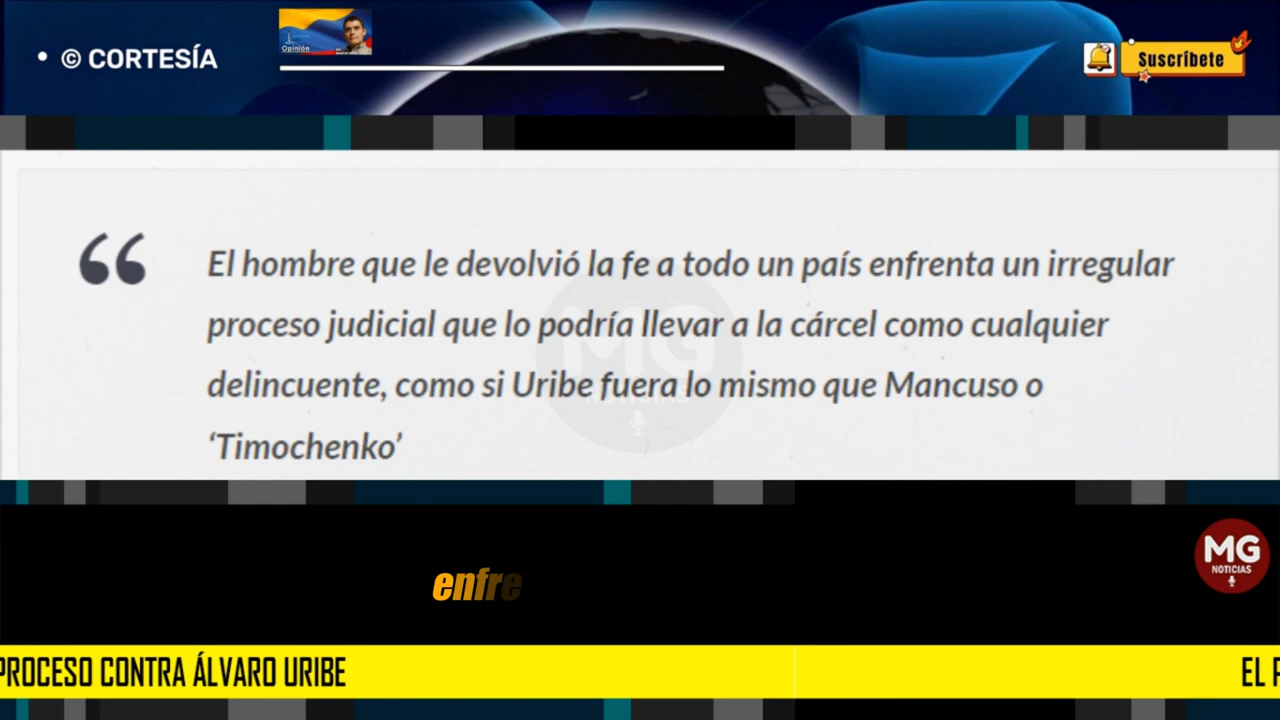 • © CORTESÍA
Opinión
Suscríbete
“
El hombre que le devolvió la fe a todo un país enfrenta un irregular
proceso judicial que lo podría llevar a la cárcel como cualquier
delincuente, como si Uribe fuera lo mismo que Mancuso o
‘Timochenko’
MG
MG
NOTICIAS
enfre
PROCESO CONTRA ÁLVARO URIBE
EL